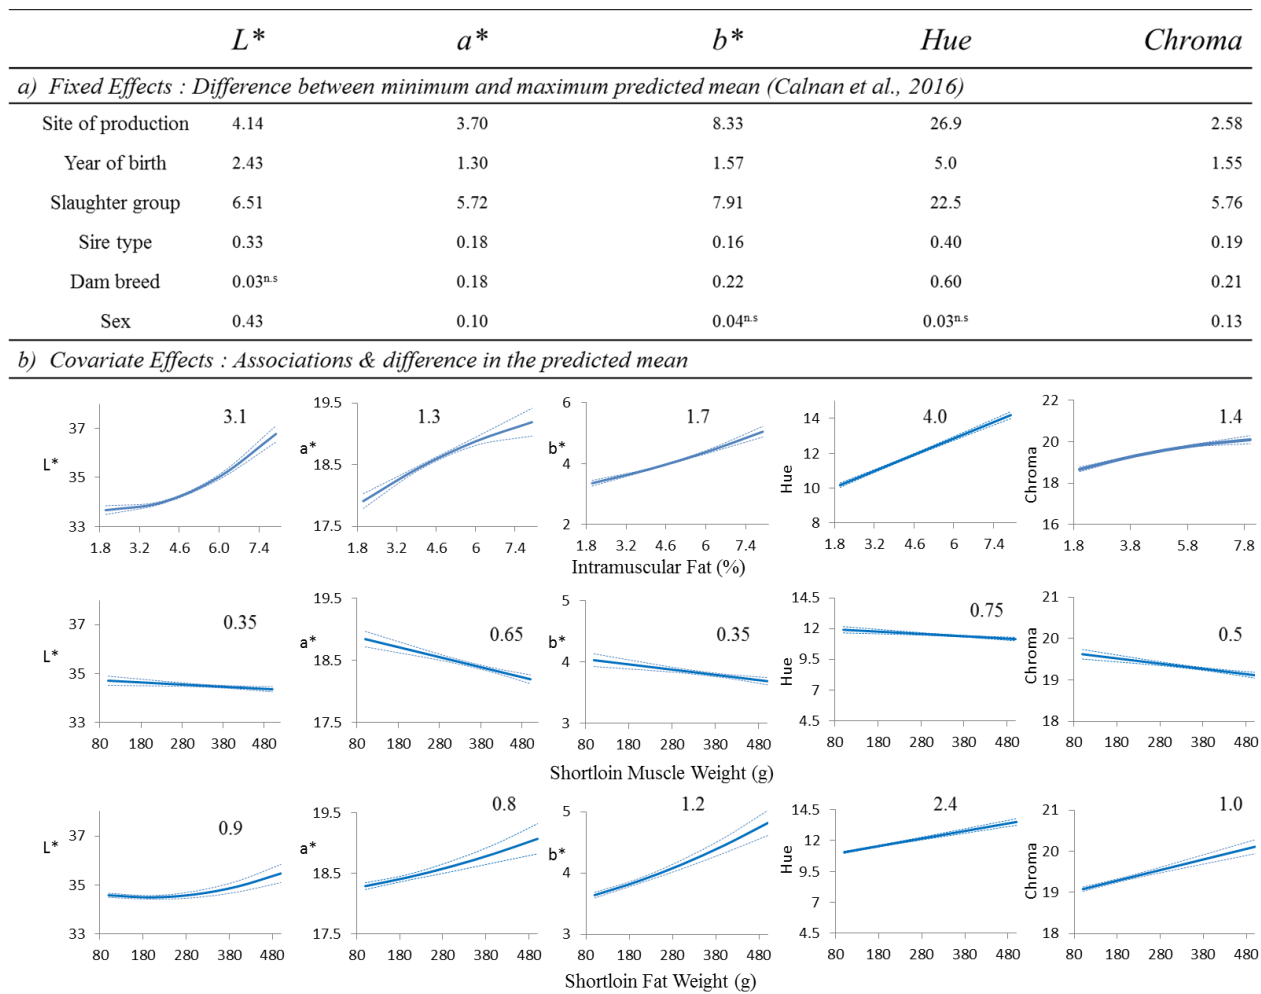 L* a* b* Hue Chroma
a) Fixed Effects : Difference between minimum and maximum predicted mean (Calnan et al., 2016)
Site of production 4.14 3.70 8.33 26.9 2.58
Year of birth 2.43 1.30 1.57 5.0 1.55
Slaughter group 6.51 5.72 7.91 22.5 5.76
Sire type 0.33 0.18 0.16 0.40 0.19
Dam breed 0.03n.s 0.18 0.22 0.60 0.21
Sex 0.43 0.10 0.04n.s 0.03n.s 0.13
b) Covariate Effects : Associations & difference in the predicted mean
L*
37
35
33
3.1
1.8 3.2 4.6 6.0 7.4
a*
19.5
18.5
17.5
1.3
1.8 3.2 4.6 6 7.4
b*
6
4
2
1.7
1.8 3.2 4.6 6 7.4
Hue
14
12
10
8
4.0
1.8 3.2 4.6 6 7.4
Chroma
22
20
18
16
1.4
1.8 3.8 5.8 7.8
Intramuscular Fat (%)
L*
37
35
33
0.35
80 180 280 380 480
a*
19.5
18.5
17.5
0.65
80 180 280 380 480
b*
5
4
3
0.35
80 180 280 380 480
Hue
14.5
12
9.5
7
4.5
0.75
80 180 280 380 480
Chroma
21
20
19
18
0.5
80 180 280 380 480
Shortloin Muscle Weight (g)
L*
37
35
33
0.9
80 180 280 380 480
a*
19.5
18.5
17.5
0.8
80 180 280 380 480
b*
5
4
3
1.2
80 180 280 380 480
Hue
14.5
12
9.5
7
4.5
2.4
80 180 280 380 480
Chroma
21
20
19
18
1.0
80 180 280 380 480
Shortloin Fat Weight (g)